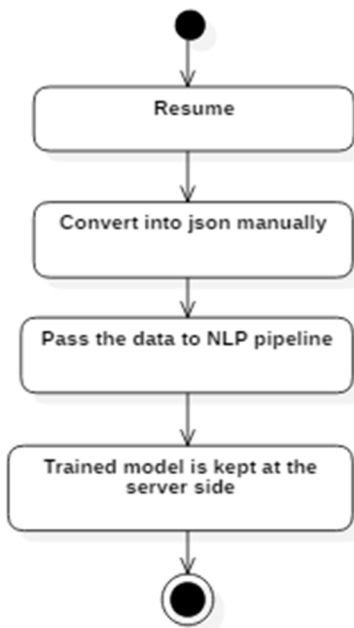 Resume
Convert into json manually
Pass the data to NLP pipeline
Trained model is kept at the
server side